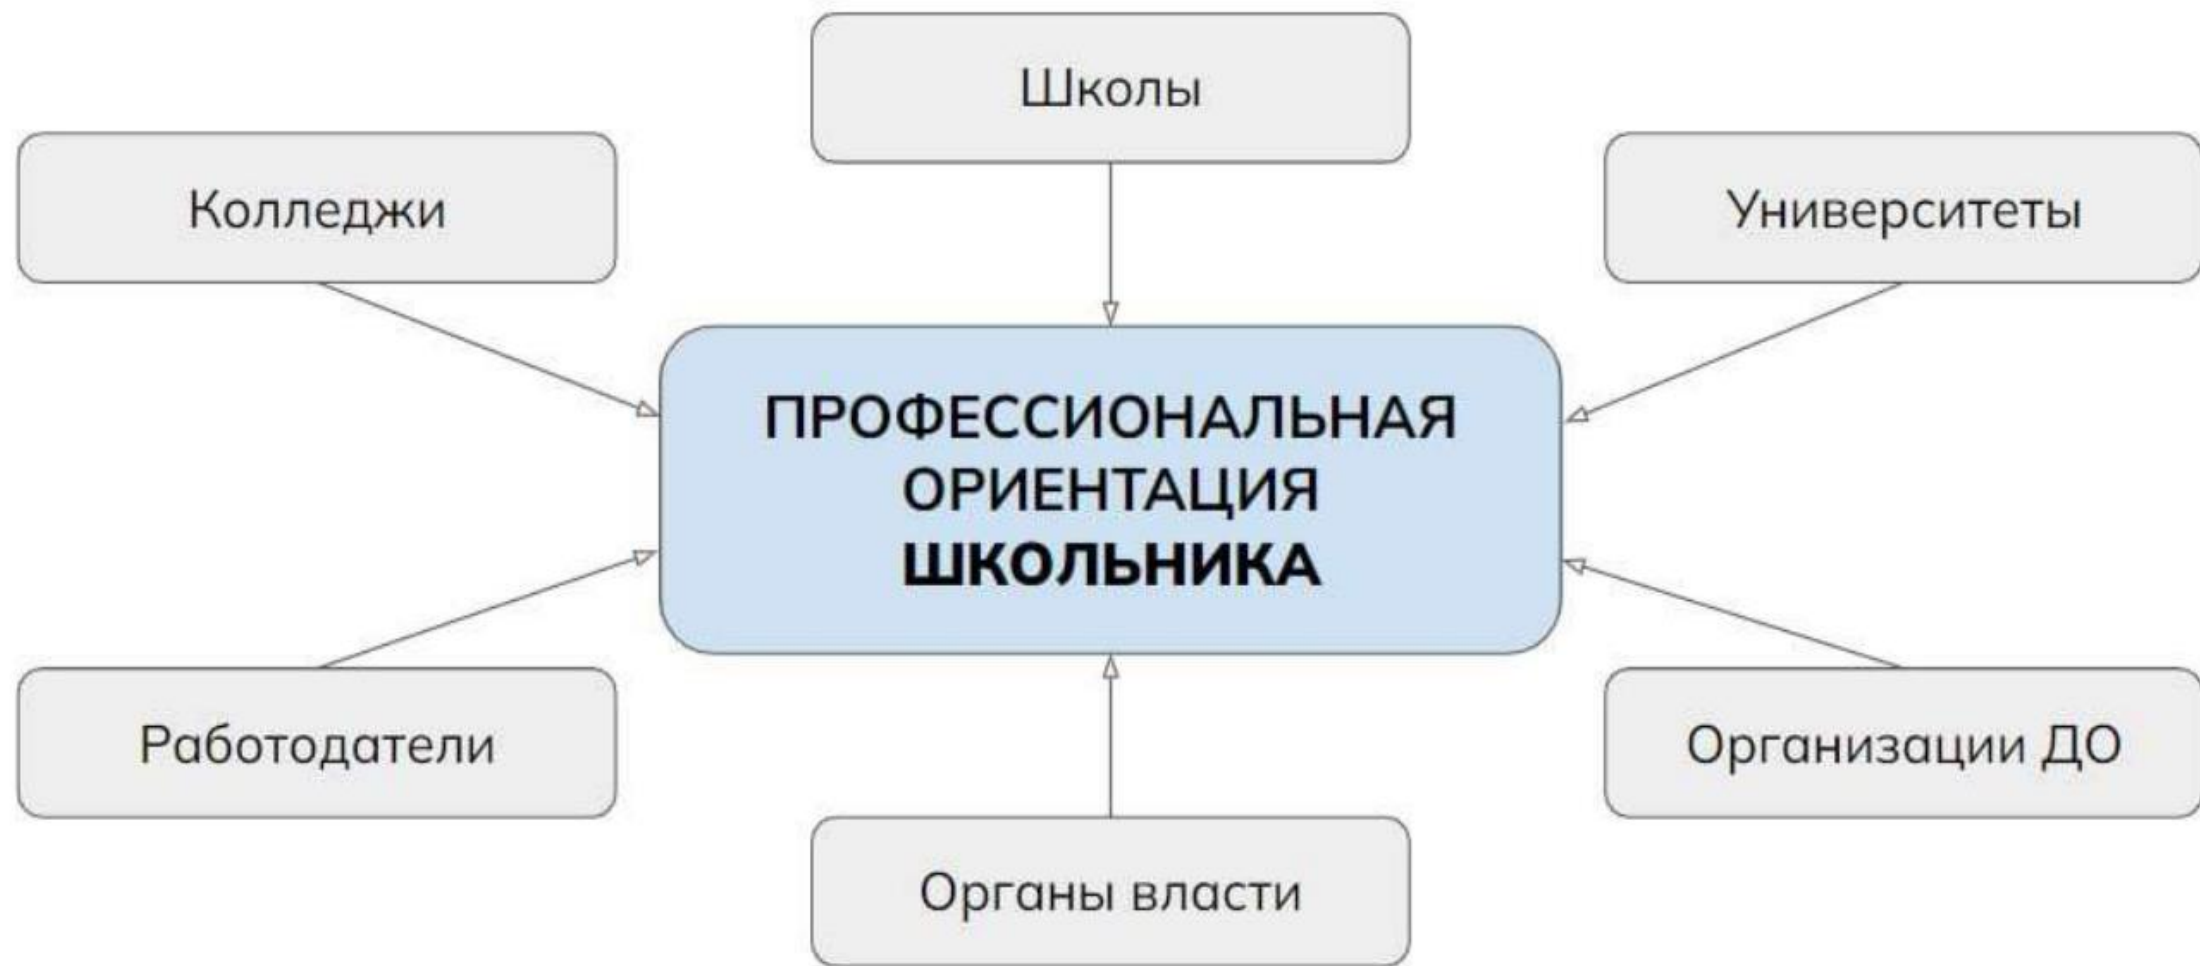 Школы
Колледжи
Университеты
ПРОФЕССИОНАЛЬНАЯ
ОРИЕНТАЦИЯ
ШКОЛЬНИКА
Работодатели
Организации ДО
Органы власти